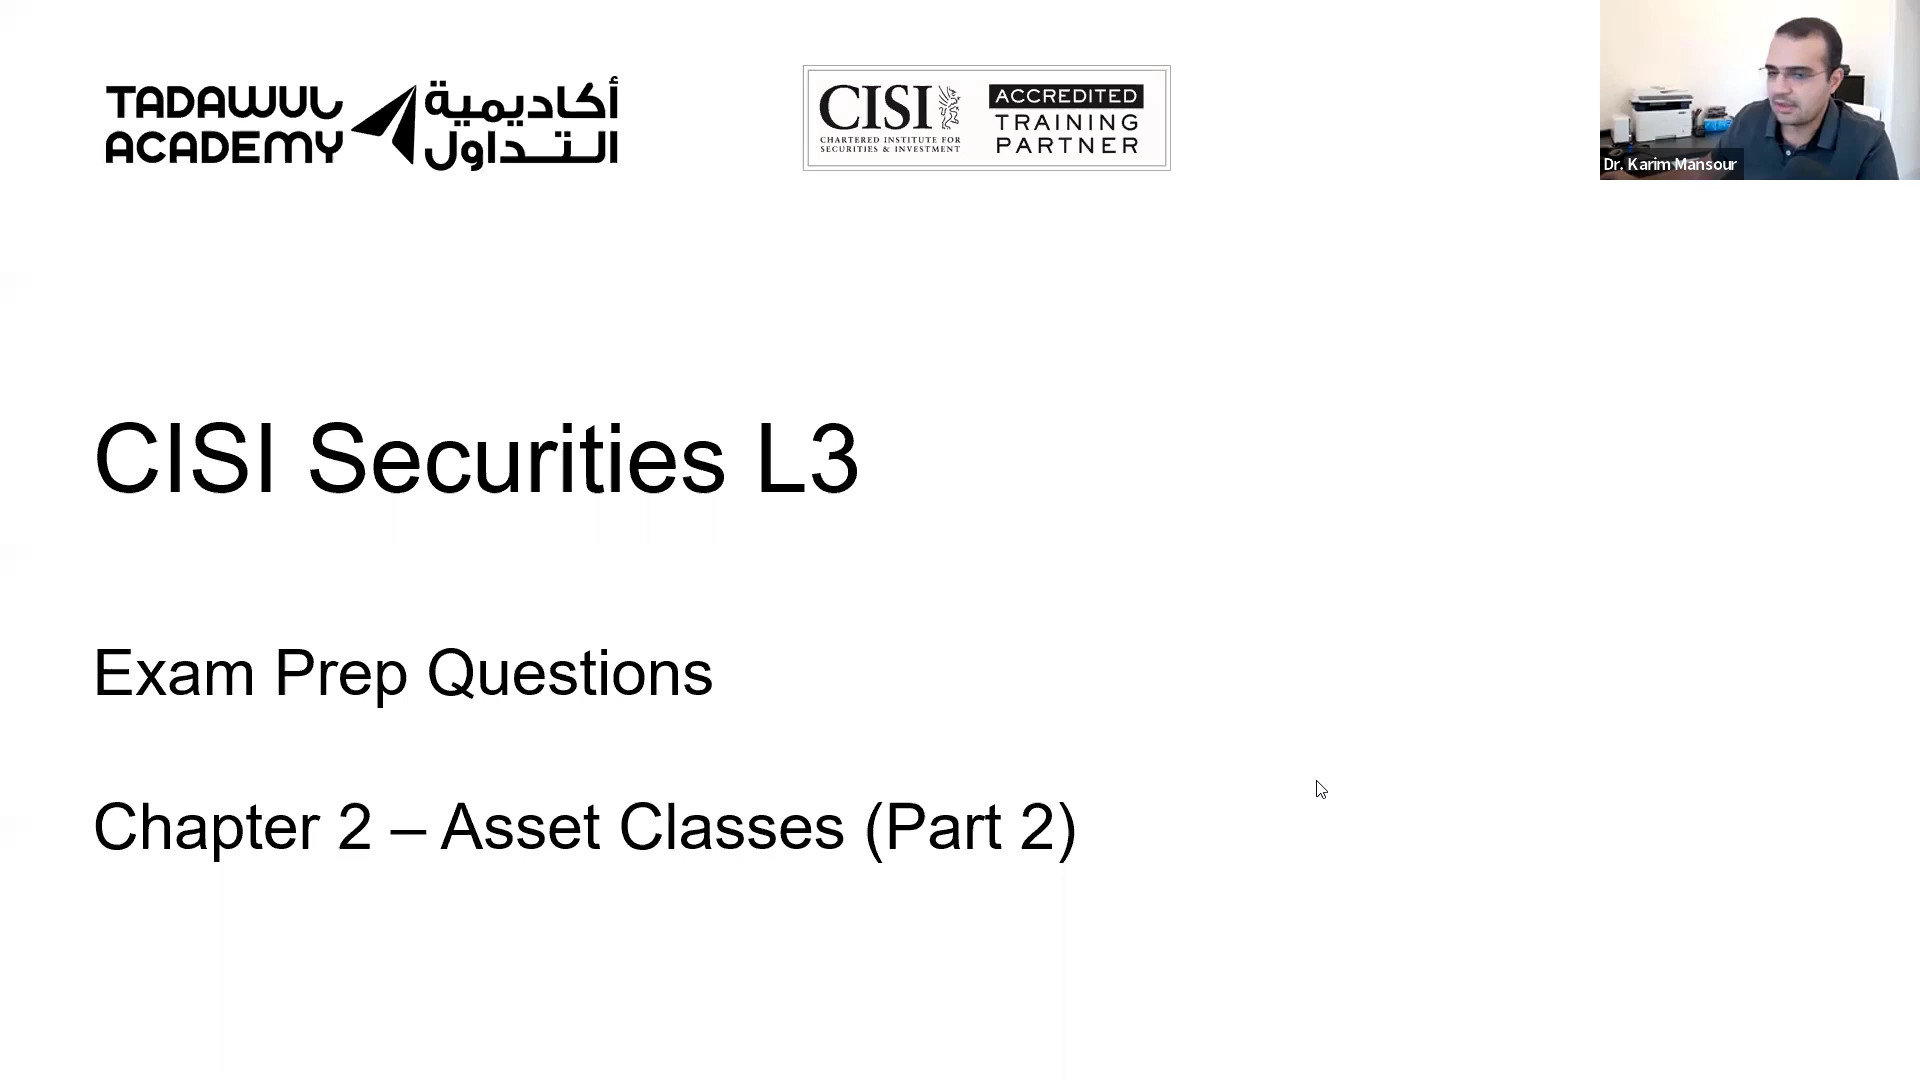 TADAWUL
ACADEMY
أكاديمية
التداول
CISI
CHARTERED INSTITUTE FOR
SECURITIES & INVESTMENT
ACCREDITED
TRAINING
PARTNER
Dr. Karim Mansour
CISI Securities L3
Exam Prep Questions
Chapter 2 – Asset Classes (Part 2)